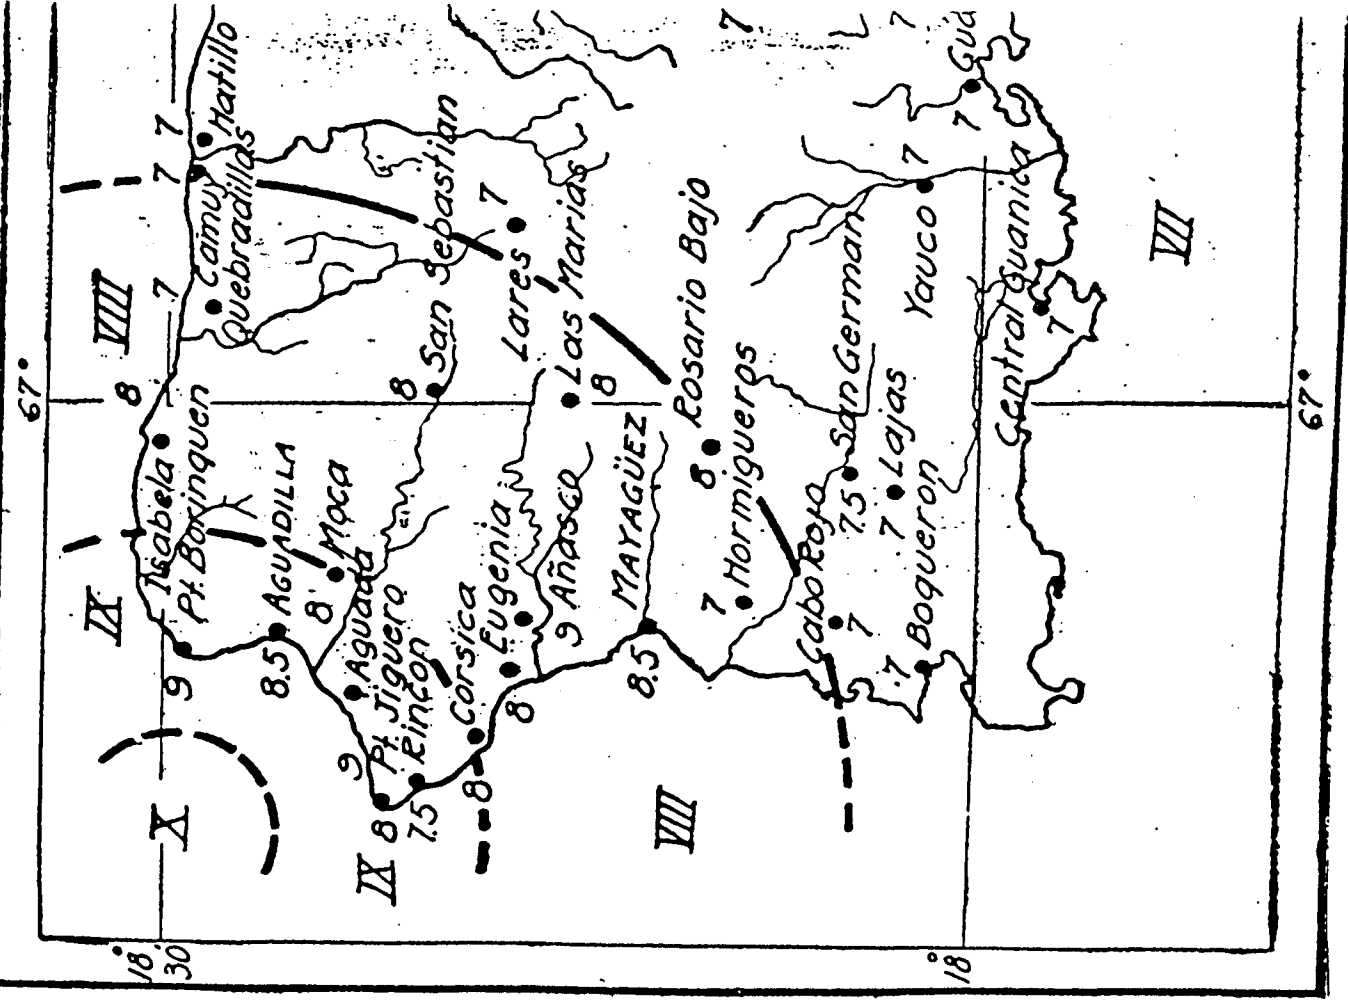 67°
VIII
IX
X
18°
30'
7
7
Hatillo
Camuy
7
Quebradillas
8
Isabela
Pt. Borinquen
9
San Sebastian
8
AGUADILLA
8.5
Moca
8
Aguada
9
Pt. Jiguero
8
Rincon
7.5
IX
Corsica
8
7
Lares
Las Marias
8
Eugenia
8
Añasco
9
MAYAGÜEZ
8.5
VIII
7
Rosario Bajo
8
Hormigueros
7
San German
7.5
Cabo Rojo
7
7
Yauco
7
Lajas
7
Boqueron
7
7
Gua
7
Central Guanica
7
VII
18°
67°